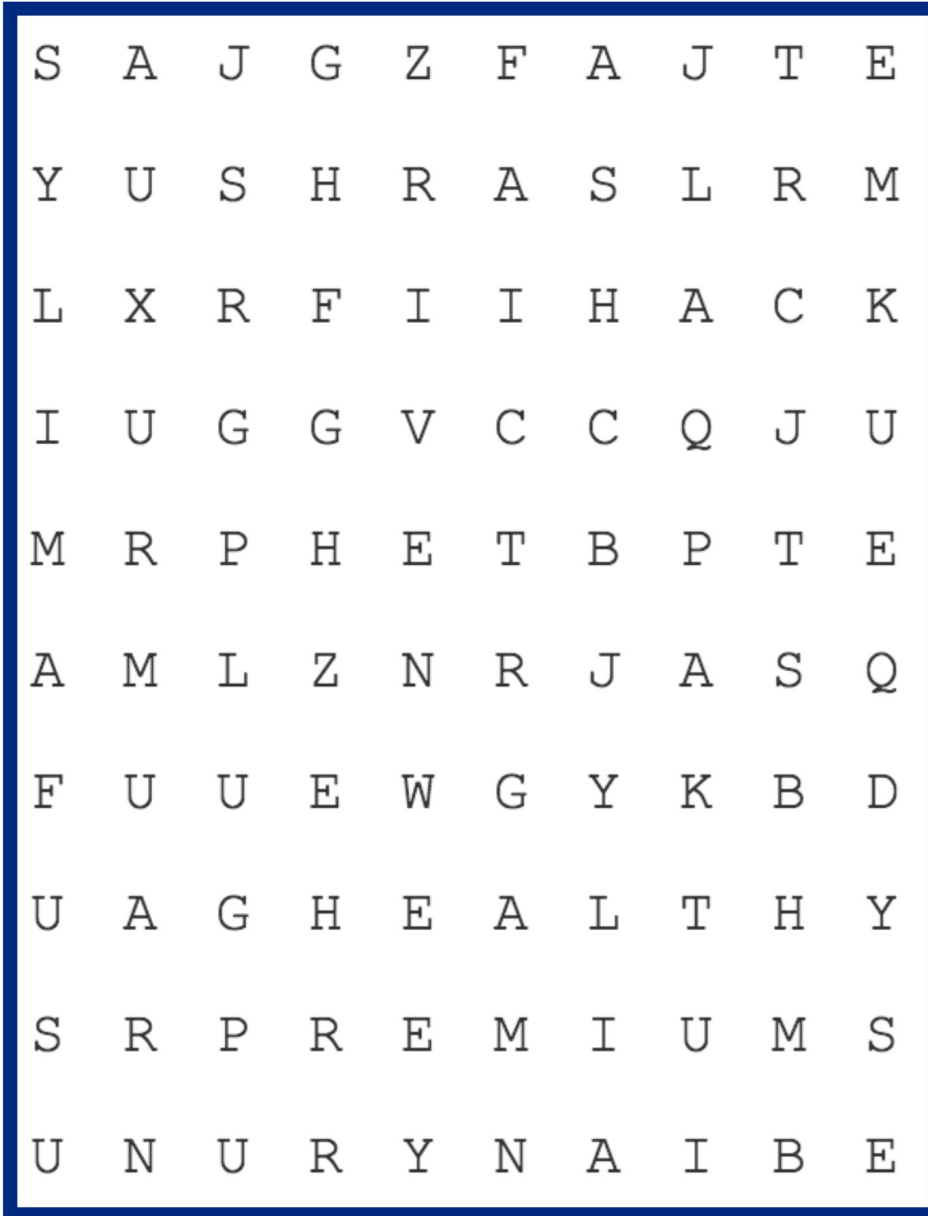 S A J G Z F A J T E
Y U S H R A S L R M
L X R F I I H A C K
I U G G V C C Q J U
M R P H E T B P T E
A M L Z N R J A S Q
F U U E W G Y K B D
U A G H E A L T H Y
S R P R E M I U M S
U N U R Y N A I B E